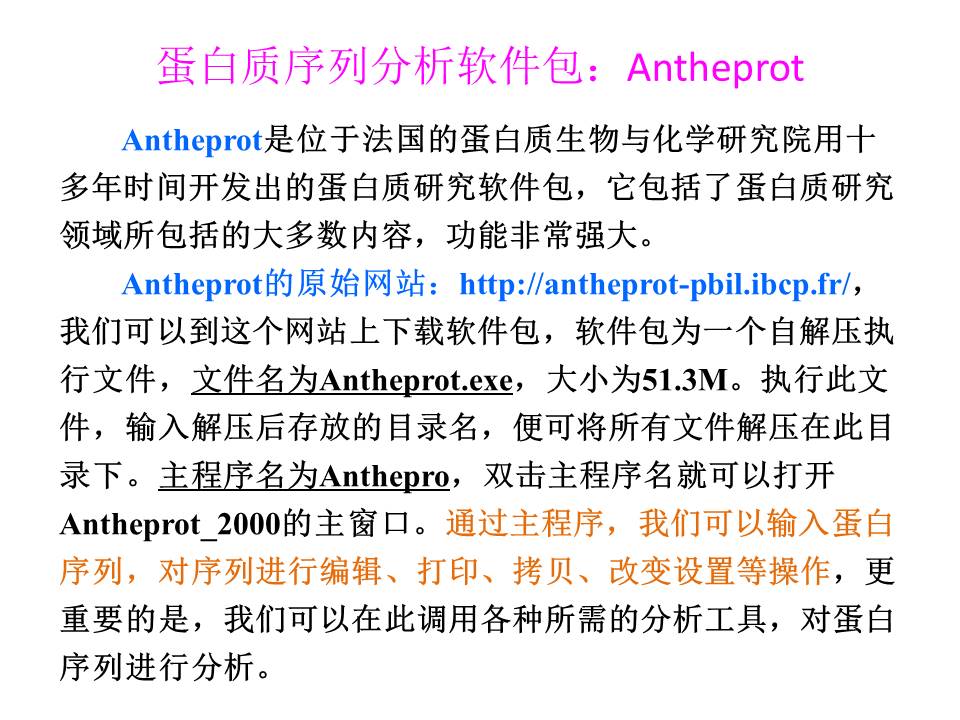 蛋白质序列分析软件包：Antheprot
Antheprot是位于法国的蛋白质生物与化学研究院用十
多年时间开发出的蛋白质研究软件包，它包括了蛋白质研究
领域所包括的大多数内容，功能非常强大。
Antheprot的原始网站：http://antheprot-pbil.ibcp.fr/，
我们可以到这个网站上下载软件包，软件包为一个自解压执
行文件，文件名为Antheprot.exe，大小为51.3M。执行此文
件，输入解压后存放的目录名，便可将所有文件解压在此目
录下。主程序名为Anthepro，双击主程序名就可以打开
Antheprot_2000的主窗口。通过主程序，我们可以输入蛋白
序列，对序列进行编辑、打印、拷贝、改变设置等操作，更
重要的是，我们可以在此调用各种所需的分析工具，对蛋白
序列进行分析。